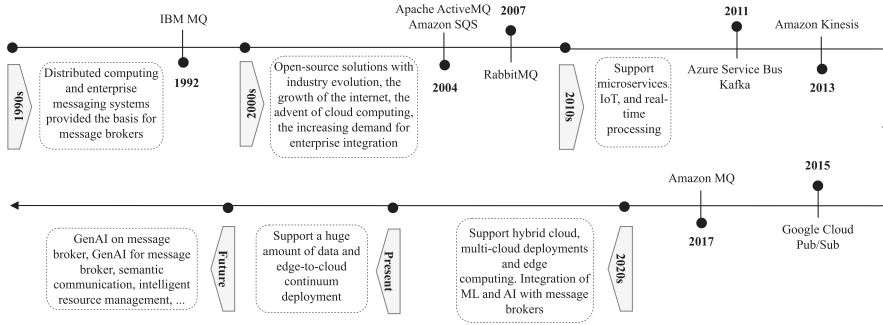 IBM MQ
1992
Apache ActiveMQ
Amazon SQS
2004
2007
RabbitMQ
2011
Azure Service Bus
Kafka
Amazon Kinesis
2013
1990s
Distributed computing
and enterprise
messaging systems
provided the basis for
message brokers
2000s
Open-source solutions with
industry evolution, the
growth of the internet, the
advent of cloud computing,
the increasing demand for
enterprise integration
2010s
Support
microservices,
IoT, and real-
time
processing
Amazon MQ
2017
2015
Google Cloud
Pub/Sub
GenAI on message
broker, GenAI for message
broker, semantic
communication, intelligent
resource management, ...
Future
Support a huge
amount of data and
edge-to-cloud
continuum
deployment
Present
Support hybrid cloud,
multi-cloud deployments
and edge
computing. Integration of
ML and AI with message
brokers
2020s